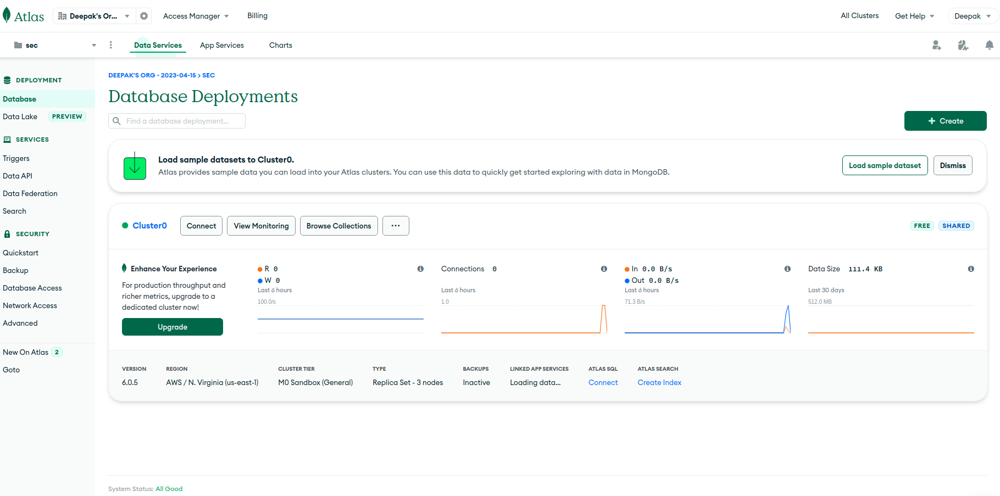 Atlas
Deepak's Or...
Access Manager
Billing
All Clusters
Get Help
Deepak
sec
Data Services
App Services
Charts
DEPLOYMENT
Database
Data Lake PREVIEW
SERVICES
Triggers
Data API
Data Federation
Search
SECURITY
Quickstart
Backup
Database Access
Network Access
Advanced
New On Atlas 2
Goto
DEEPAK'S ORG - 2023-04-15 > SEC
Database Deployments
Find a database deployment...
+ Create
Load sample datasets to Cluster0.
Atlas provides sample data you can load into your Atlas clusters. You can use this data to quickly get started exploring with data in MongoDB.
Load sample dataset
Dismiss
Cluster0
Connect
View Monitoring
Browse Collections
...
FREE
SHARED
Enhance Your Experience
For production throughput and
richer metrics, upgrade to a
dedicated cluster now!
Upgrade
R 0
W 0
Last 6 hours
100.0/s
Connections 0
Last 6 hours
1.0
In 0.0 B/s
Out 0.0 B/s
Last 6 hours
71.3 B/s
Data Size 111.4 KB
Last 30 days
512.0 MB
VERSION
6.0.5
REGION
AWS / N. Virginia (us-east-1)
CLUSTER TIER
M0 Sandbox (General)
TYPE
Replica Set - 3 nodes
BACKUPS
Inactive
LINKED APP SERVICES
Loading data...
ATLAS SQL
Connect
ATLAS SEARCH
Create Index
System Status: All Good